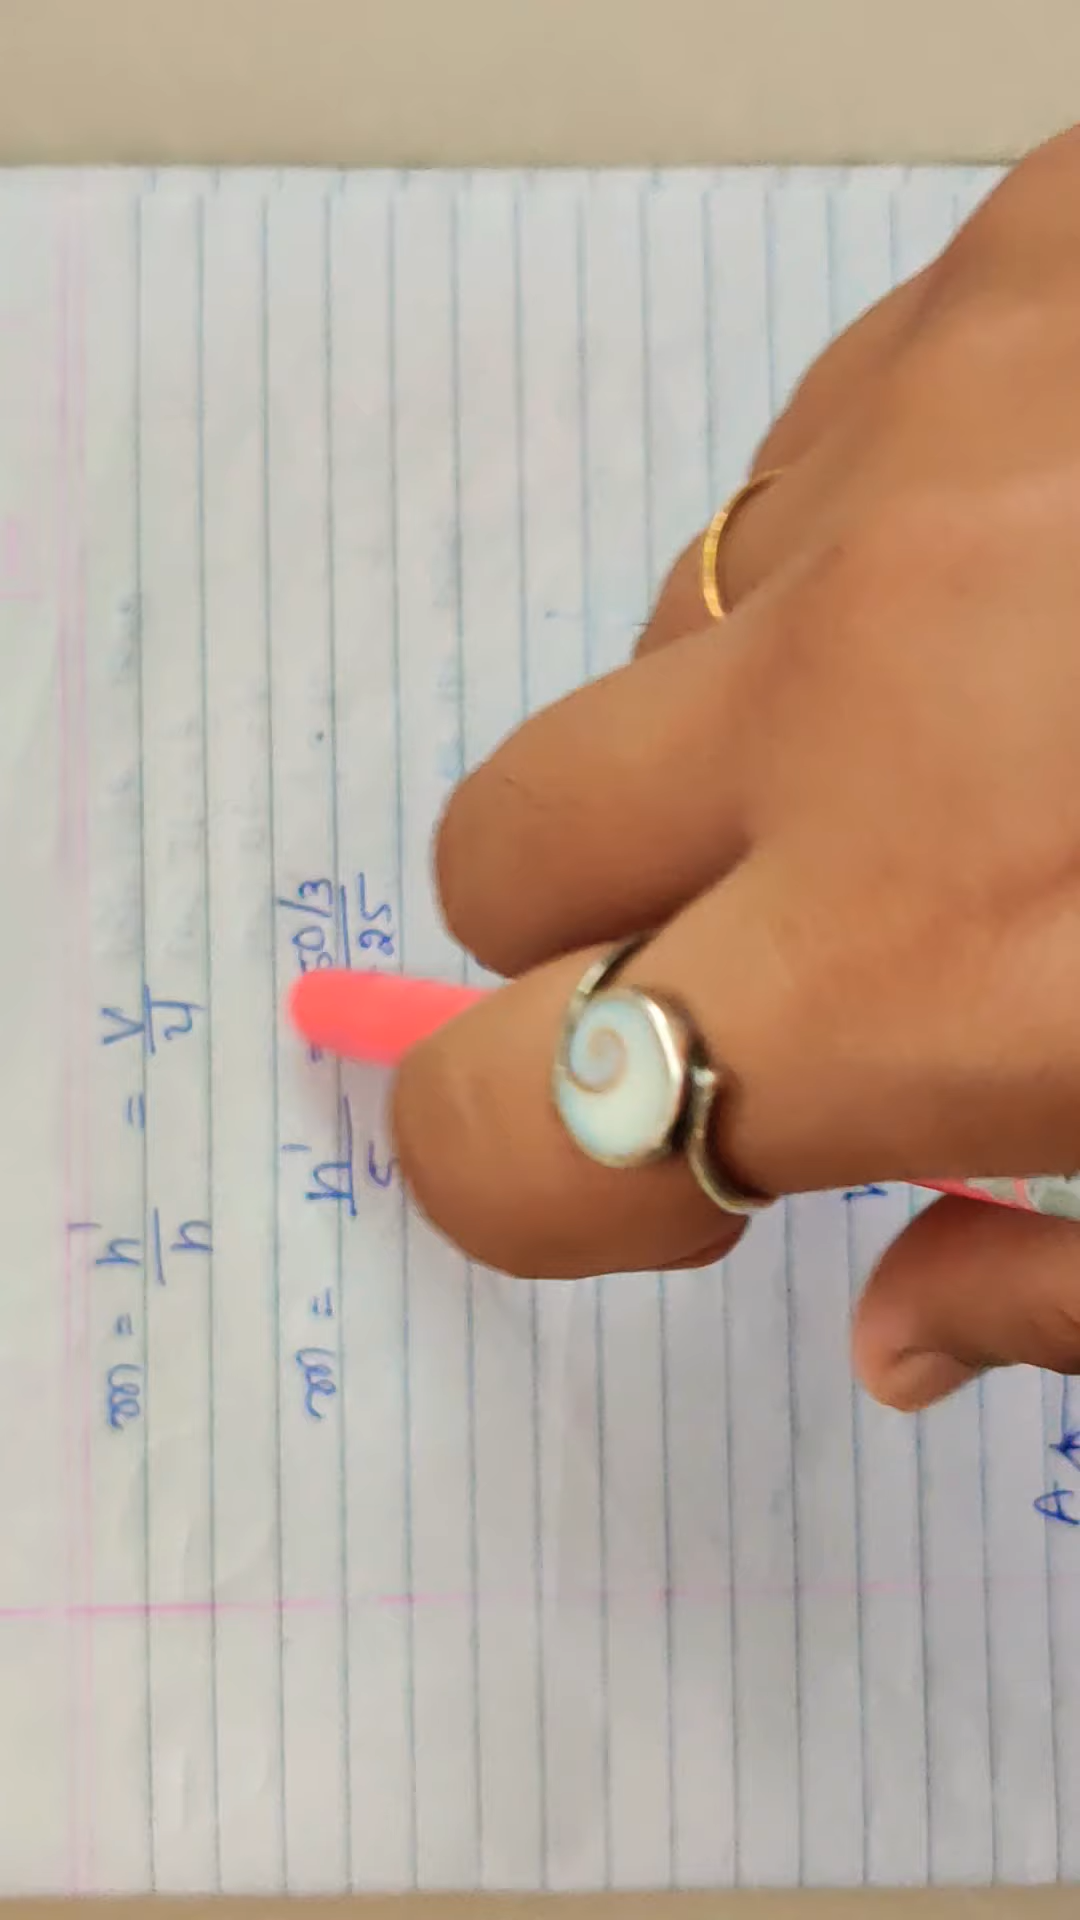 m = h'/h = v/u
m = h'/5 = 50/3 / 25
A